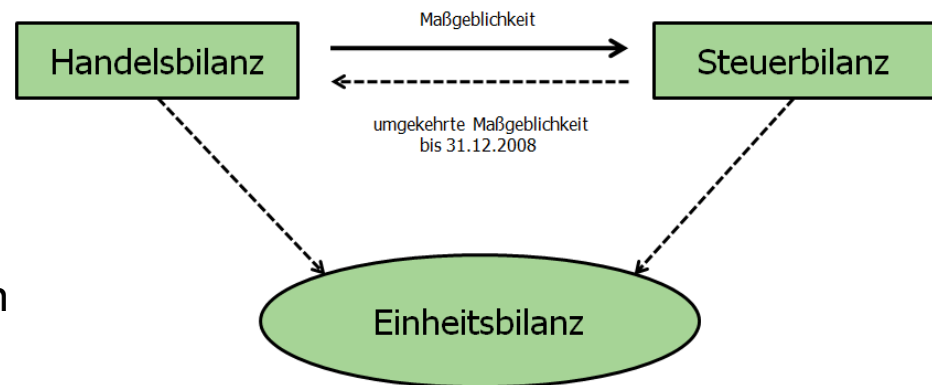 Maßgeblichkeit
Handelsbilanz
Steuerbilanz
umgekehrte Maßgeblichkeit
bis 31.12.2008
Einheitsbilanz